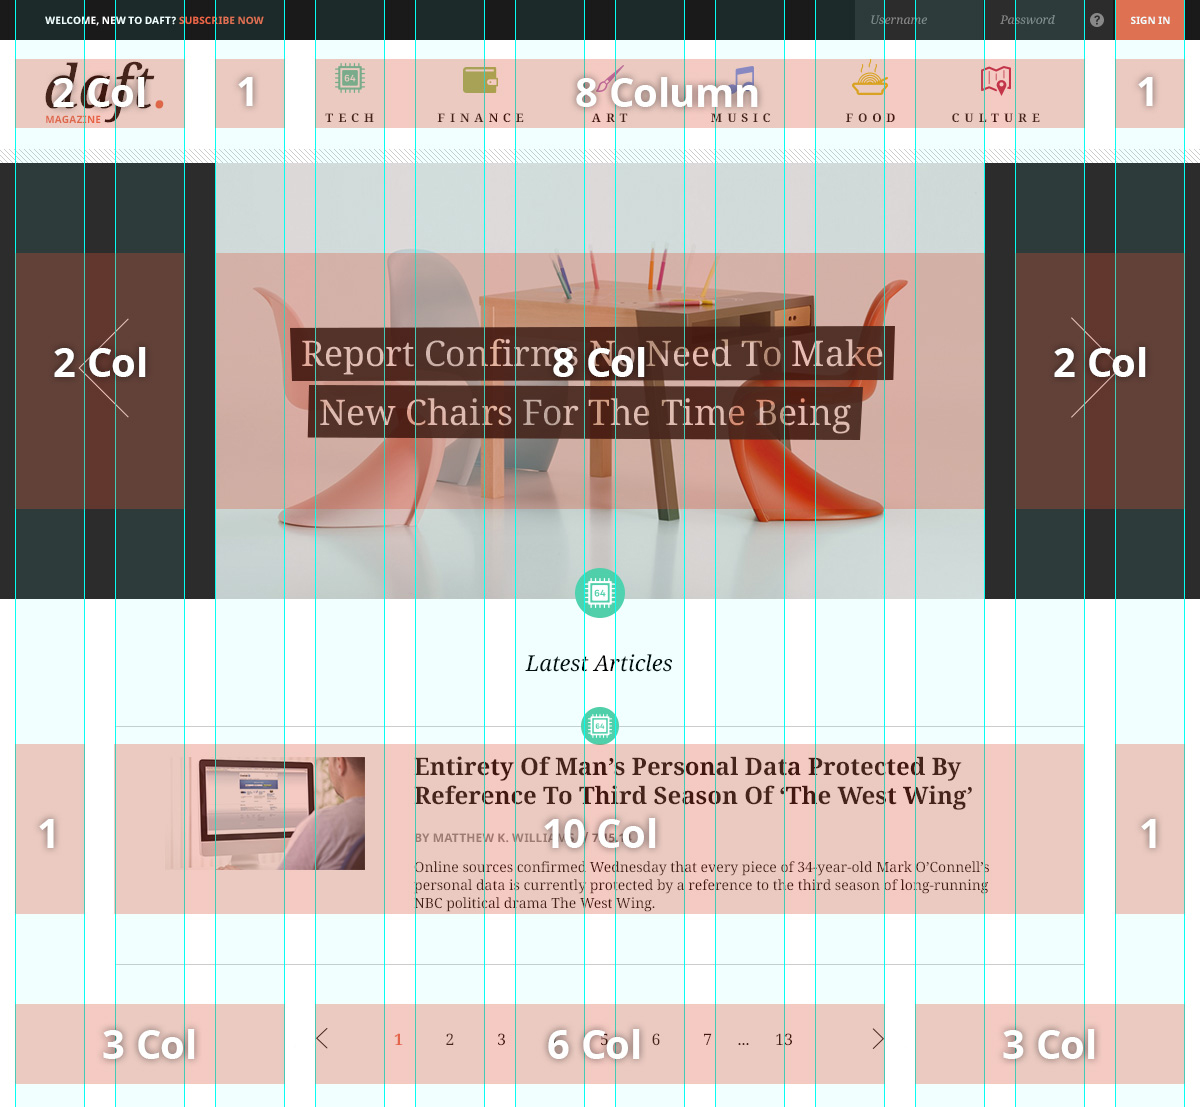 WELCOME, NEW TO DAFT? SUBSCRIBE NOW
Username Password ? SIGN IN
daft.
MAGAZINE
2 Col 1 8 Column 1
64
TECH FINANCE ART MUSIC FOOD CULTURE
Report Confirms No Need To Make
New Chairs For The Time Being
2 Col 8 Col 2 Col
64
Latest Articles
64
Entirety Of Man’s Personal Data Protected By
Reference To Third Season Of ‘The West Wing’
BY MATTHEW K. WILLIAMS /
1 10 Col 1
Online sources confirmed Wednesday that every piece of 34-year-old Mark O’Connell’s
personal data is currently protected by a reference to the third season of long-running
NBC political drama The West Wing.
1 2 3 5 6 7 ... 13
3 Col 6 Col 3 Col